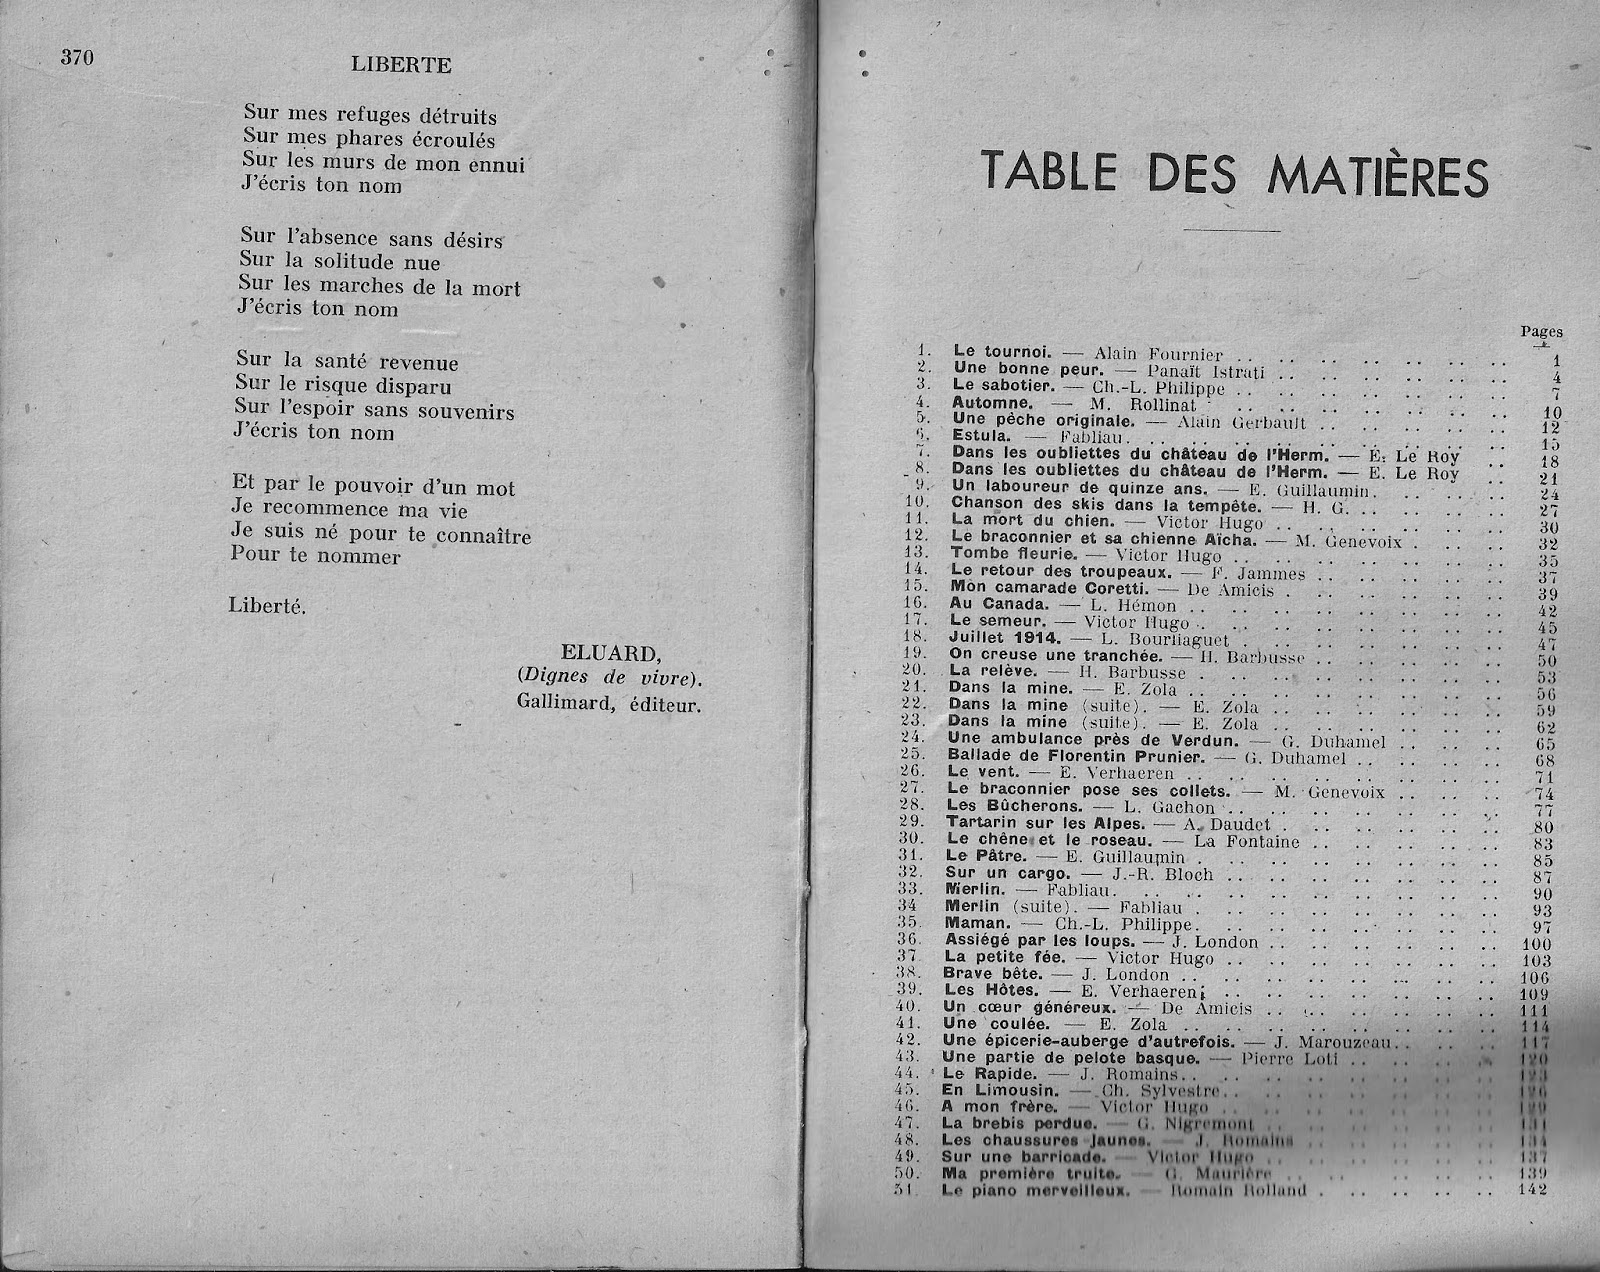 370
LIBERTE
Sur mes refuges détruits
Sur mes phares écroulés
Sur les murs de mon ennui
J'écris ton nom
Sur l'absence sans désirs
Sur la solitude nue
Sur les marches de la mort
J'écris ton nom
Sur la santé revenue
Sur le risque disparu
Sur l'espoir sans souvenirs
J'écris ton nom
Et par le pouvoir d'un mot
Je recommence ma vie
Je suis né pour te connaître
Pour te nommer
Liberté.
ELUARD,
(Dignes de vivre).
Gallimard, éditeur.
TABLE DES MATIÈRES
Pages
1. Le tournoi. — Alain Fournier .. .. .. .. .. .. .. 1
2. Une bonne peur. — Panaït Istrati .. .. .. .. .. .. 4
3. Le sabotier. — Ch.-L. Philippe .. .. .. .. .. .. .. 7
4. Automne. — M. Rollinat .. .. .. .. .. .. .. 10
5. Une pèche originale. — Alain Gerbault .. .. .. .. .. 12
6. Estula. — Fabliau. .. .. .. .. .. .. .. .. 15
7. Dans les oubliettes du château de l'Herm. — E. Le Roy .. 18
8. Dans les oubliettes du château de l'Herm. — E. Le Roy .. 21
9. Un laboureur de quinze ans. — E. Guillaumin. .. .. .. 24
10. Chanson des skis dans la tempête. — H. G. .. .. .. .. 27
11. La mort du chien. — Victor Hugo .. .. .. .. .. .. 30
12. Le braconnier et sa chienne Aïcha. — M. Genevoix . .. .. 32
13. Tombe fleurie. — Victor Hugo .. .. .. .. .. .. .. 35
14. Le retour des troupeaux. — F. Jammes .. .. .. .. .. 37
15. Mon camarade Coretti. — De Amicis . .. .. .. .. .. 39
16. Au Canada. — L. Hémon .. .. .. .. .. .. .. .. 42
17. Le semeur. — Victor Hugo . .. .. .. .. .. .. .. 45
18. Juillet 1914. — L. Bourliaguet . .. .. .. .. .. .. 47
19. On creuse une tranchée. — H. Barbusse .. .. .. .. .. 50
20. La relève. — H. Barbusse . .. .. .. .. .. .. .. 53
21. Dans la mine. — E. Zola .. .. .. .. .. .. .. .. 56
22. Dans la mine (suite). — E. Zola .. .. .. .. .. .. 59
23. Dans la mine (suite). — E. Zola .. .. .. .. .. .. 62
24. Une ambulance près de Verdun. — G. Duhamel .. .. .. 65
25. Ballade de Florentin Prunier. — G. Duhamel .. .. .. .. 68
26. Le vent. — E. Verhaeren .. .. .. .. .. .. .. .. 71
27. Le braconnier pose ses collets. — M. Genevoix .. .. .. 74
28. Les Bûcherons. — L. Gachon .. .. .. .. .. .. .. 77
29. Tartarin sur les Alpes. — A. Daudet . .. .. .. .. .. 80
30. Le chêne et le roseau. — La Fontaine .. .. .. .. .. 83
31. Le Pâtre. — E. Guillaumin . .. .. .. .. .. .. .. 85
32. Sur un cargo. — J.-R. Bloch .. .. .. .. .. .. .. 87
33. Merlin. — Fabliau. .. .. .. .. .. .. .. .. .. 90
34 Merlin (suite). — Fabliau . .. .. .. .. .. .. .. 93
35. Maman. — Ch.-L. Philippe. .. .. .. .. .. .. .. 97
36. Assiégé par les loups. — J. London .. .. .. .. .. .. 100
37. La petite fée. — Victor Hugo .. .. .. .. .. .. .. 103
38. Brave bête. — J. London .. .. .. .. .. .. .. .. 106
39. Les Hôtes. — E. Verhaeren .. .. .. .. .. .. .. 109
40. Un cœur généreux. — De Amicis .. .. .. .. .. .. 111
41. Une coulée. — E. Zola .. .. .. .. .. .. .. .. 114
42. Une épicerie-auberge d'autrefois. — J. Marouzeau. .. .. .. 117
43. Une partie de pelote basque. — Pierre Loti .. .. .. .. 120
44. Le Rapide. — J. Romains. .. .. .. .. .. .. .. 123
45. En Limousin. — Ch. Sylvestre. .. .. .. .. .. .. 126
46. A mon frère. — Victor Hugo .. .. .. .. .. .. .. 129
47. La brebis perdue. — G. Nigremont .. .. .. .. .. .. 131
48. Les chaussures jaunes. — J. Romains .. .. .. .. .. 134
49. Sur une barricade. — Victor Hugo .. .. .. .. .. .. 137
50. Ma première truite. — G. Maurière .. .. .. .. .. .. 139
51. Le piano merveilleux. — Romain Rolland . .. .. .. .. 142